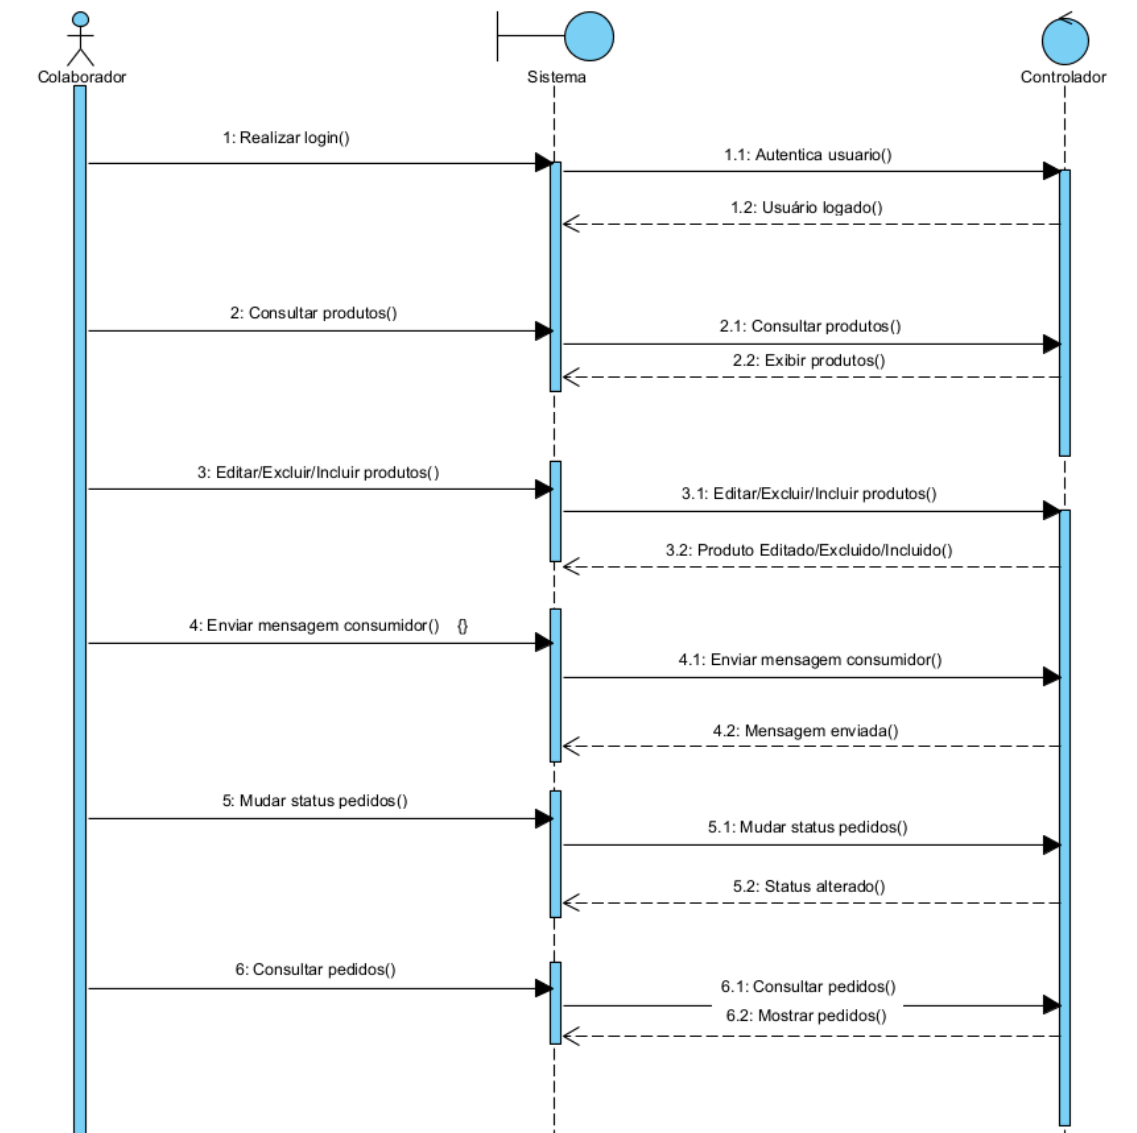 Colaborador
Sistema
Controlador
1: Realizar login()
1.1: Autentica usuario()
1.2: Usuário logado()
2: Consultar produtos()
2.1: Consultar produtos()
2.2: Exibir produtos()
3: Editar/Excluir/Incluir produtos()
3.1: Editar/Excluir/Incluir produtos()
3.2: Produto Editado/Excluido/Incluido()
4: Enviar mensagem consumidor() {}
4.1: Enviar mensagem consumidor()
4.2: Mensagem enviada()
5: Mudar status pedidos()
5.1: Mudar status pedidos()
5.2: Status alterado()
6: Consultar pedidos()
6.1: Consultar pedidos()
6.2: Mostrar pedidos()